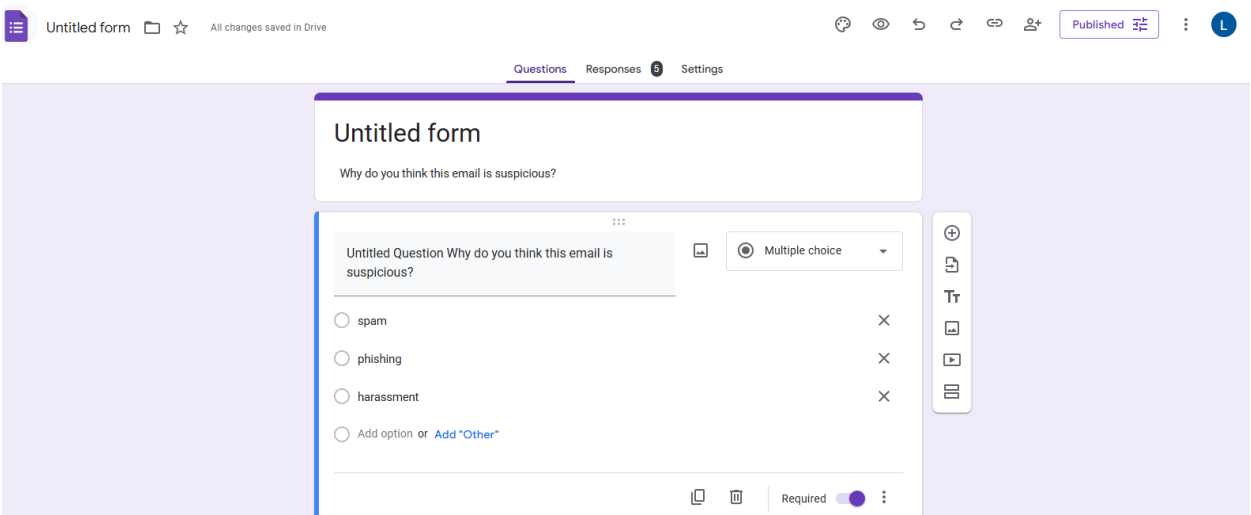 Untitled form
All changes saved in Drive
Published
L
Questions
Responses 5
Settings
Untitled form
Why do you think this email is suspicious?
Untitled Question Why do you think this email is
suspicious?
Multiple choice
spam
phishing
harassment
Add option or Add "Other"
Required